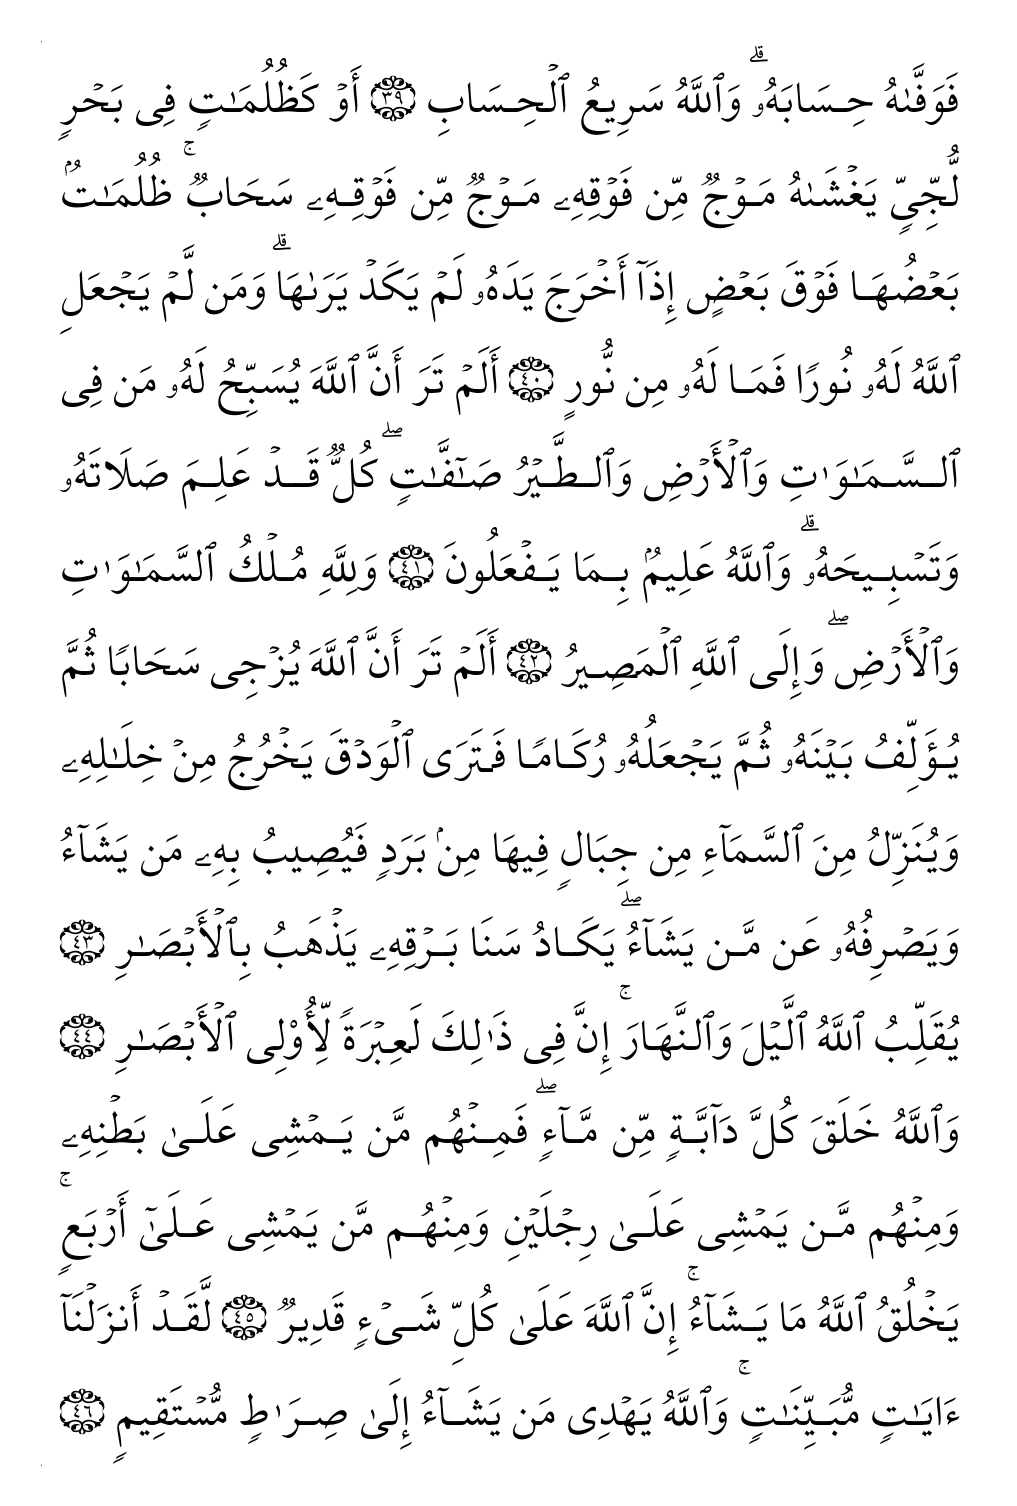 فَوَفَّىٰهُ حِسَابَهُۥۗ وَٱللَّهُ سَرِيعُ ٱلۡحِسَابِ ٣٩ أَوۡ كَظُلُمَـٰتٍ فِى بَحۡرٍ
لُّجِّىٍّ يَغۡشَىٰهُ مَوۡجٌ مِّن فَوۡقِهِۦ مَوۡجٌ مِّن فَوۡقِهِۦ سَحَابٌۚ ظُلُمَـٰتُۢ
بَعۡضُهَا فَوۡقَ بَعۡضٍ إِذَآ أَخۡرَجَ يَدَهُۥ لَمۡ يَكَدۡ يَرَىٰهَاۗ وَمَن لَّمۡ يَجۡعَلِ
ٱللَّهُ لَهُۥ نُورًا فَمَا لَهُۥ مِن نُّورٍ ٤٠ أَلَمۡ تَرَ أَنَّ ٱللَّهَ يُسَبِّحُ لَهُۥ مَن فِى
ٱلسَّمَـٰوَٰتِ وَٱلۡأَرۡضِ وَٱلطَّيۡرُ صَـٰٓفَّـٰتٍۖ كُلٌّ قَدۡ عَلِمَ صَلَاتَهُۥ
وَتَسۡبِيحَهُۥۗ وَٱللَّهُ عَلِيمُۢ بِمَا يَفۡعَلُونَ ٤١ وَلِلَّهِ مُلۡكُ ٱلسَّمَـٰوَٰتِ
وَٱلۡأَرۡضِۖ وَإِلَى ٱللَّهِ ٱلۡمَصِيرُ ٤٢ أَلَمۡ تَرَ أَنَّ ٱللَّهَ يُزۡجِى سَحَابًا ثُمَّ
يُؤَلِّفُ بَيۡنَهُۥ ثُمَّ يَجۡعَلُهُۥ رُكَامًا فَتَرَى ٱلۡوَدۡقَ يَخۡرُجُ مِنۡ خِلَـٰلِهِۦ
وَيُنَزِّلُ مِنَ ٱلسَّمَآءِ مِن جِبَالٍ فِيهَا مِنۢ بَرَدٍ فَيُصِيبُ بِهِۦ مَن يَشَآءُ
وَيَصۡرِفُهُۥ عَن مَّن يَشَآءُۖ يَكَادُ سَنَا بَرۡقِهِۦ يَذۡهَبُ بِٱلۡأَبۡصَـٰرِ ٤٣
يُقَلِّبُ ٱللَّهُ ٱلَّيۡلَ وَٱلنَّهَارَۚ إِنَّ فِى ذَٰلِكَ لَعِبۡرَةً لِّأُوْلِى ٱلۡأَبۡصَـٰرِ ٤٤
وَٱللَّهُ خَلَقَ كُلَّ دَآبَّةٍ مِّن مَّآءٍۖ فَمِنۡهُم مَّن يَمۡشِى عَلَىٰ بَطۡنِهِۦ
وَمِنۡهُم مَّن يَمۡشِى عَلَىٰ رِجۡلَيۡنِ وَمِنۡهُم مَّن يَمۡشِى عَلَىٰٓ أَرۡبَعٍۚ
يَخۡلُقُ ٱللَّهُ مَا يَشَآءُۚ إِنَّ ٱللَّهَ عَلَىٰ كُلِّ شَىۡءٍ قَدِيرٌ ٤٥ لَّقَدۡ أَنزَلۡنَآ
ءَايَـٰتٍ مُّبَيِّنَـٰتٍۚ وَٱللَّهُ يَهۡدِى مَن يَشَآءُ إِلَىٰ صِرَٰطٍ مُّسۡتَقِيمٍ ٤٦